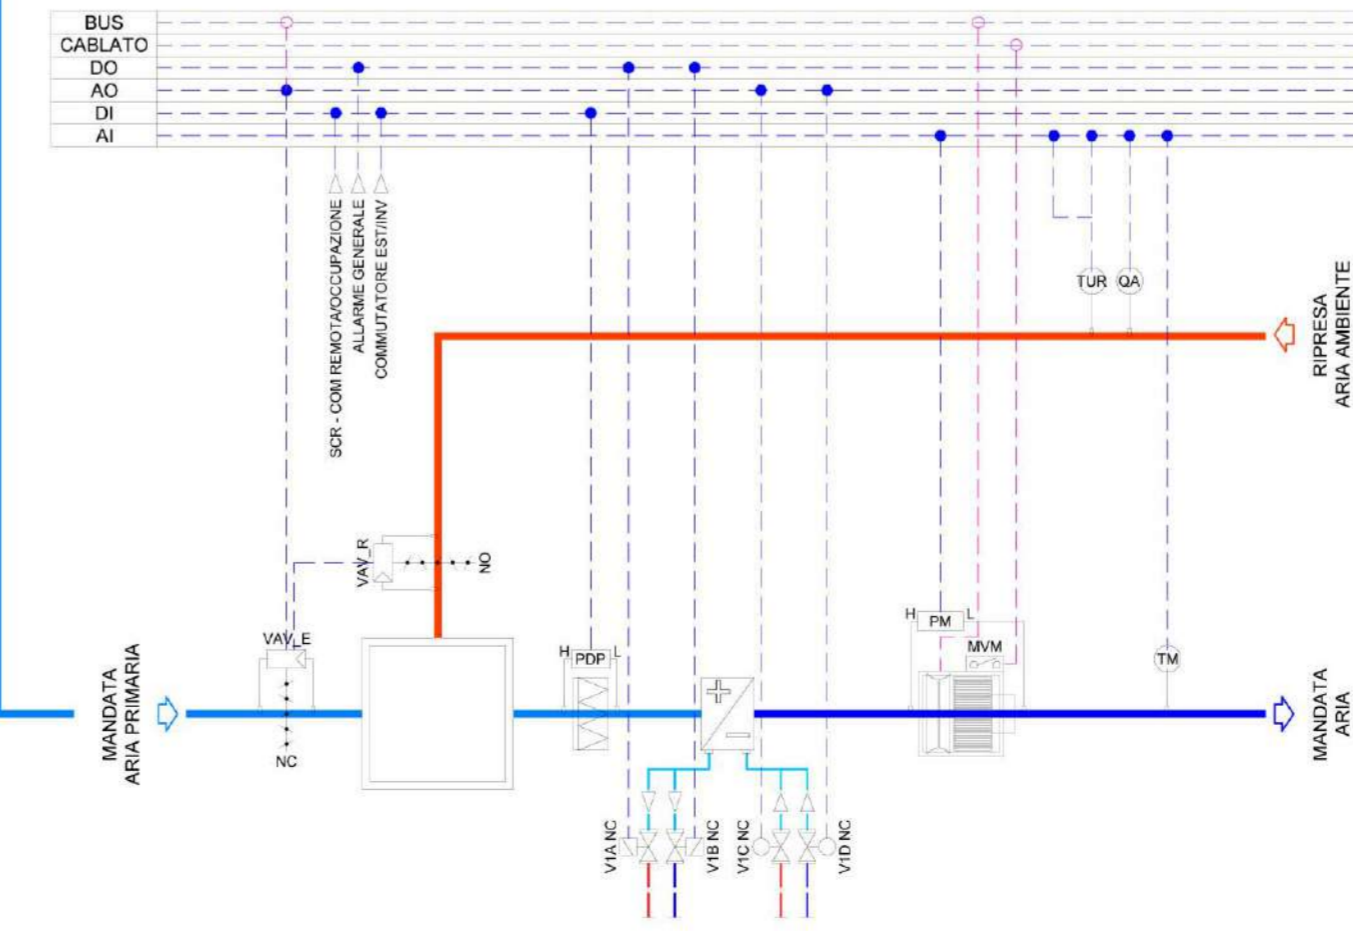 BUS
CABLATO
DO
AO
DI
AI
SCR - COM REMOTA/OCCUPAZIONE
ALLARME GENERALE
COMMUTATORE EST/INV
TUR
QA
RIPRESA
ARIA AMBIENTE
VAV_R
NO
VAV_E
NC
MANDATA
ARIA PRIMARIA
H
PDP
L
H
PM
L
MVM
TM
MANDATA
ARIA
V1A NC
V1B NC
V1C NC
V1D NC